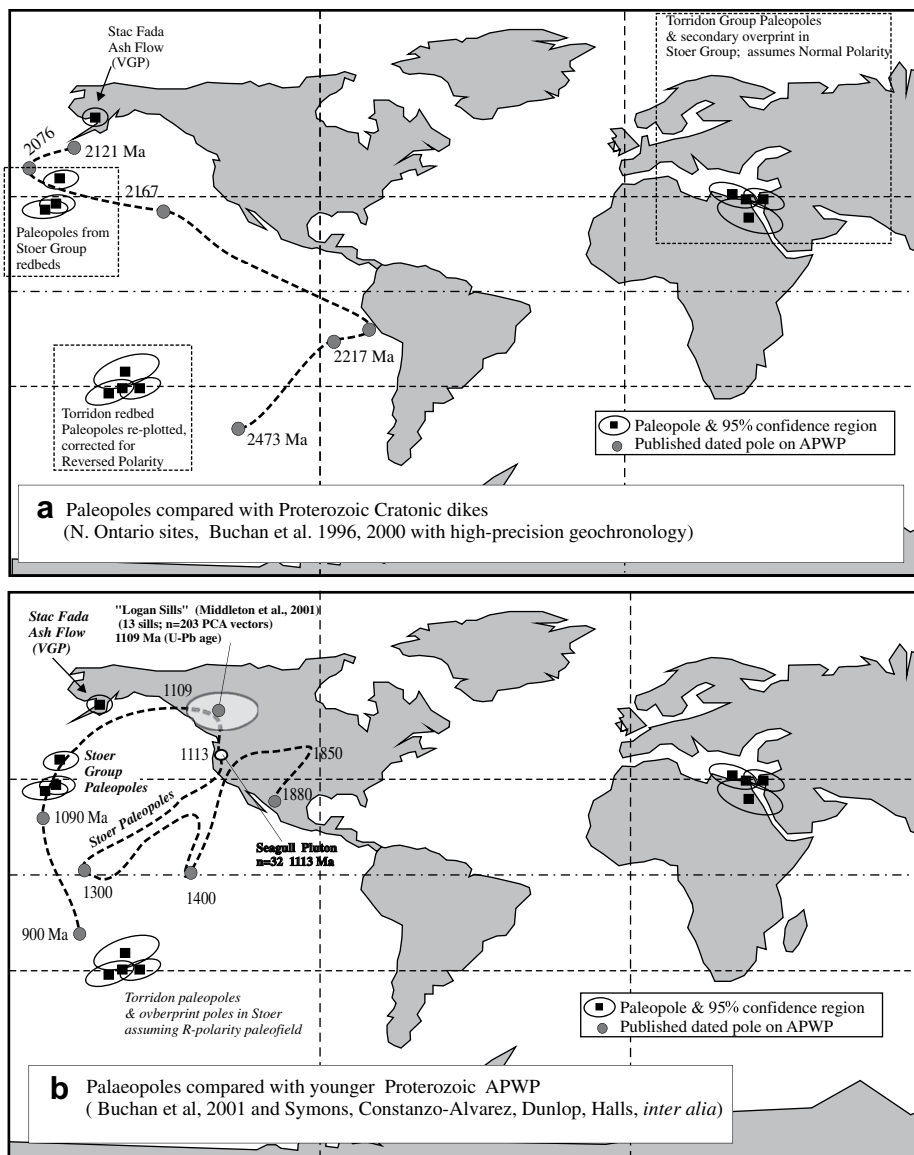 Stac Fada
Ash Flow
(VGP)
Torridon Group Paleopoles
& secondary overprint in
Stoer Group; assumes Normal Polarity
2076
2121 Ma
2167
Paleopoles from
Stoer Group
redbeds
2217 Ma
2473 Ma
Torridon redbed
Paleopoles re-plotted,
corrected for
Reversed Polarity
Paleopole & 95% confidence region
Published dated pole on APWP
a Paleopoles compared with Proterozoic Cratonic dikes
(N. Ontario sites, Buchan et al. 1996, 2000 with high-precision geochronology)
Stac Fada
Ash Flow
(VGP)
"Logan Sills" (Middleton et al., 2001)
(13 sills; n=203 PCA vectors)
1109 Ma (U-Pb age)
1109
1113
1850
Stoer
Group
Paleopoles
1880
Stoer Paleopoles
1090 Ma
Seagull Pluton
n=32 1113 Ma
1300
1400
900 Ma
Torridon paleopoles
& ovberprint poles in Stoer
assuming R-polarity paleofield
Paleopole & 95% confidence region
Published dated pole on APWP
b Palaeopoles compared with younger Proterozoic APWP
( Buchan et al, 2001 and Symons, Constanzo-Alvarez, Dunlop, Halls, inter alia)